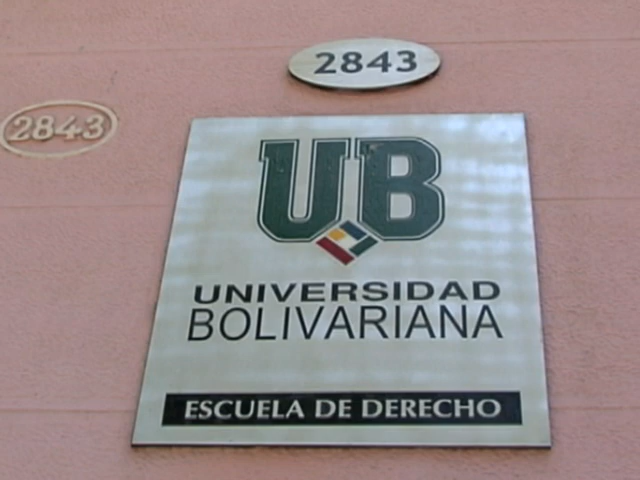 2843
2843
UB
UNIVERSIDAD
BOLIVARIANA
ESCUELA DE DERECHO